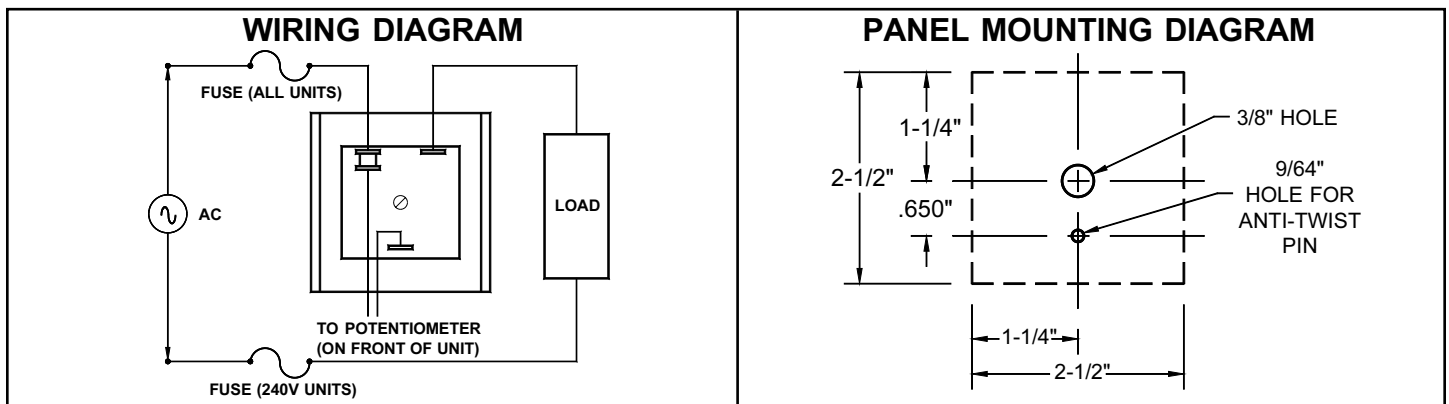 WIRING DIAGRAM
FUSE (ALL UNITS)
AC
LOAD
TO POTENTIOMETER
(ON FRONT OF UNIT)
FUSE (240V UNITS)
PANEL MOUNTING DIAGRAM
1-1/4"
3/8" HOLE
2-1/2"
.650"
9/64"
HOLE FOR
ANTI-TWIST
PIN
1-1/4"
2-1/2"